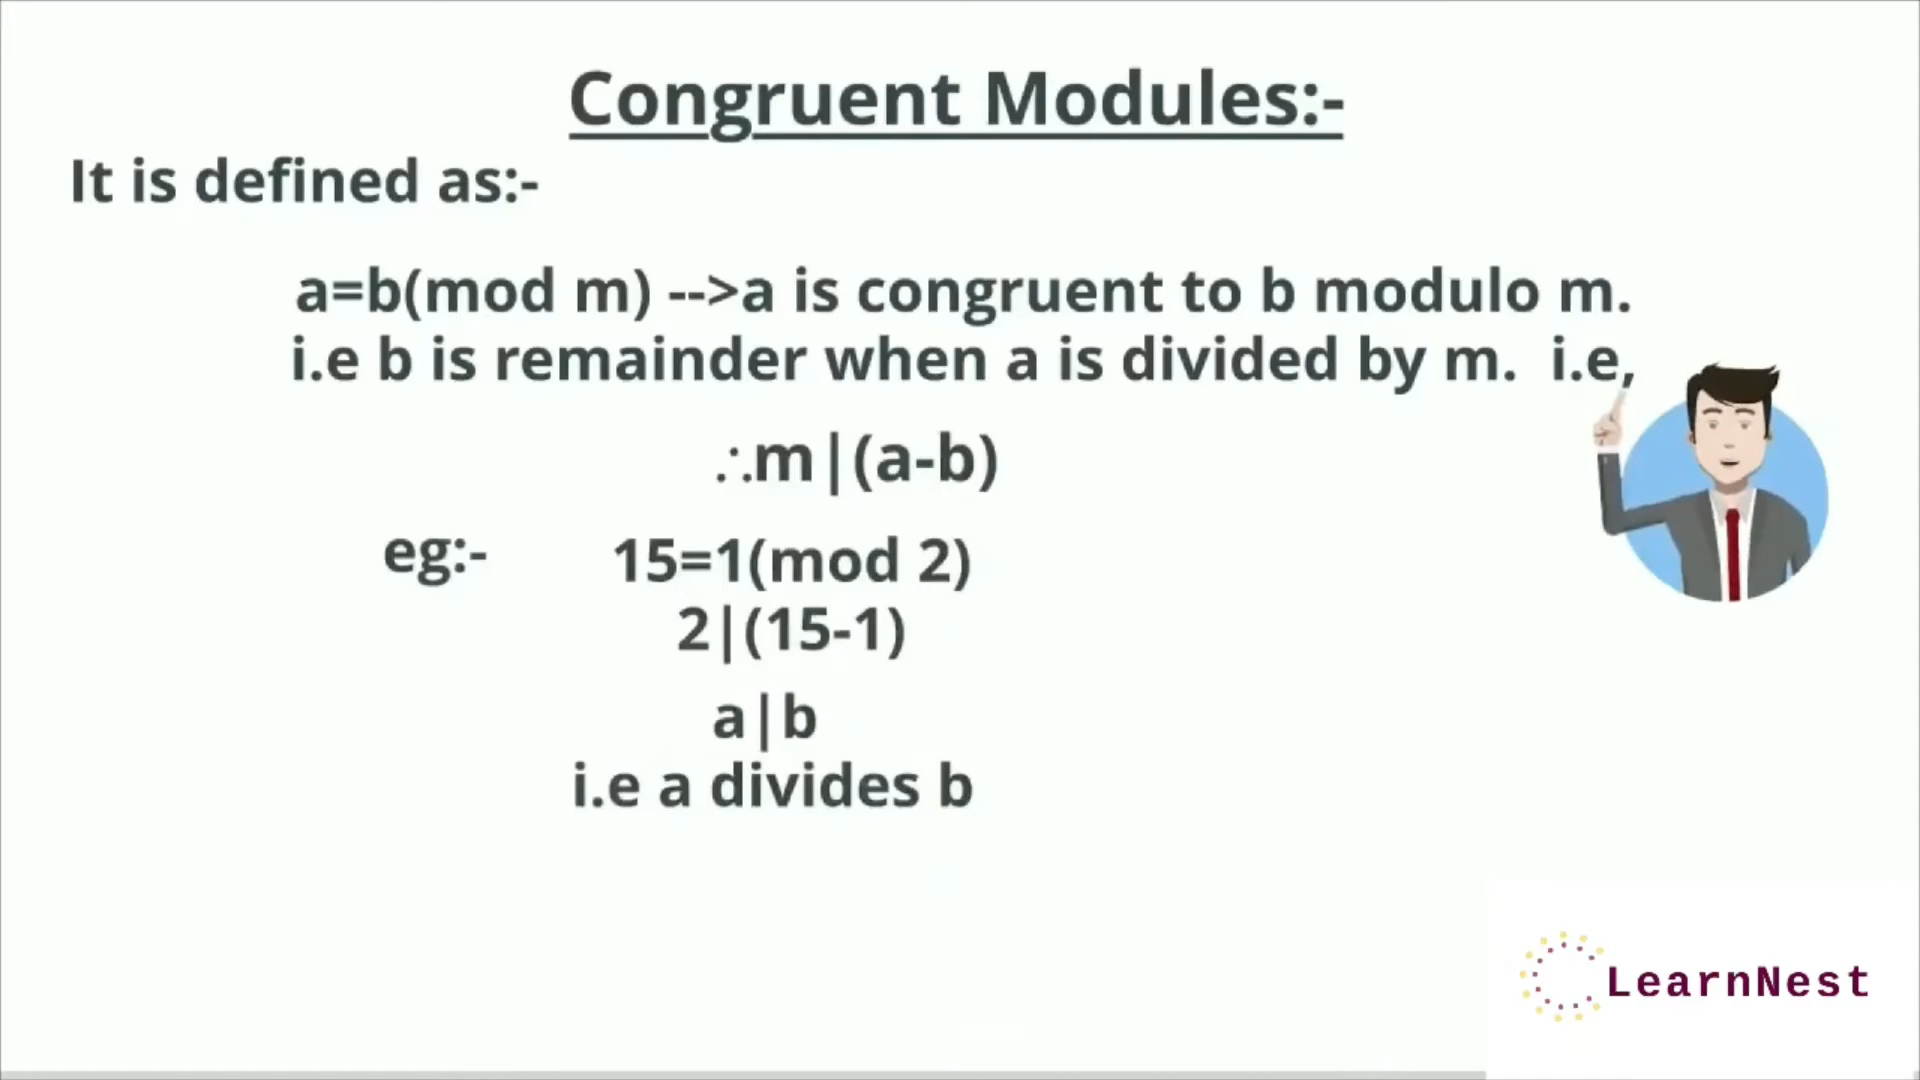 Congruent Modules:-
It is defined as:-
a=b(mod m) -->a is congruent to b modulo m.
i.e b is remainder when a is divided by m.  i.e,
∴m|(a-b)
eg:- 15=1(mod 2)
2|(15-1)
a|b
i.e a divides b
LearnNest